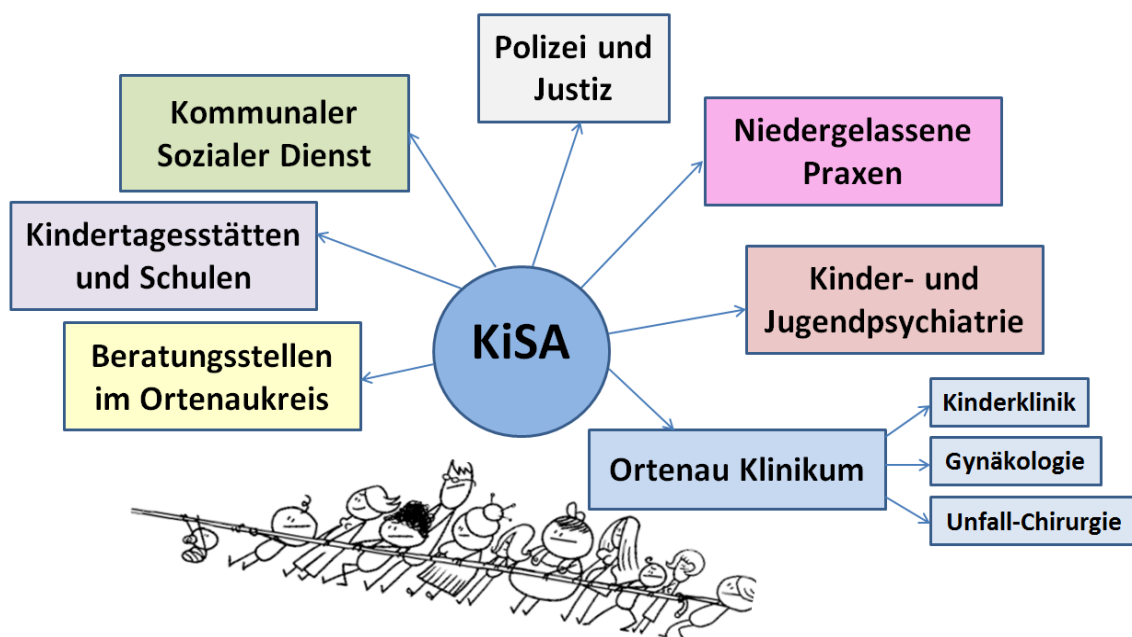 Polizei und
Justiz
Kommunaler
Sozialer Dienst
Niedergelassene
Praxen
Kindertagesstätten
und Schulen
Kinder- und
Jugendpsychiatrie
KiSA
Beratungsstellen
im Ortenaukreis
Ortenau Klinikum
Kinderklinik
Gynäkologie
Unfall-Chirurgie